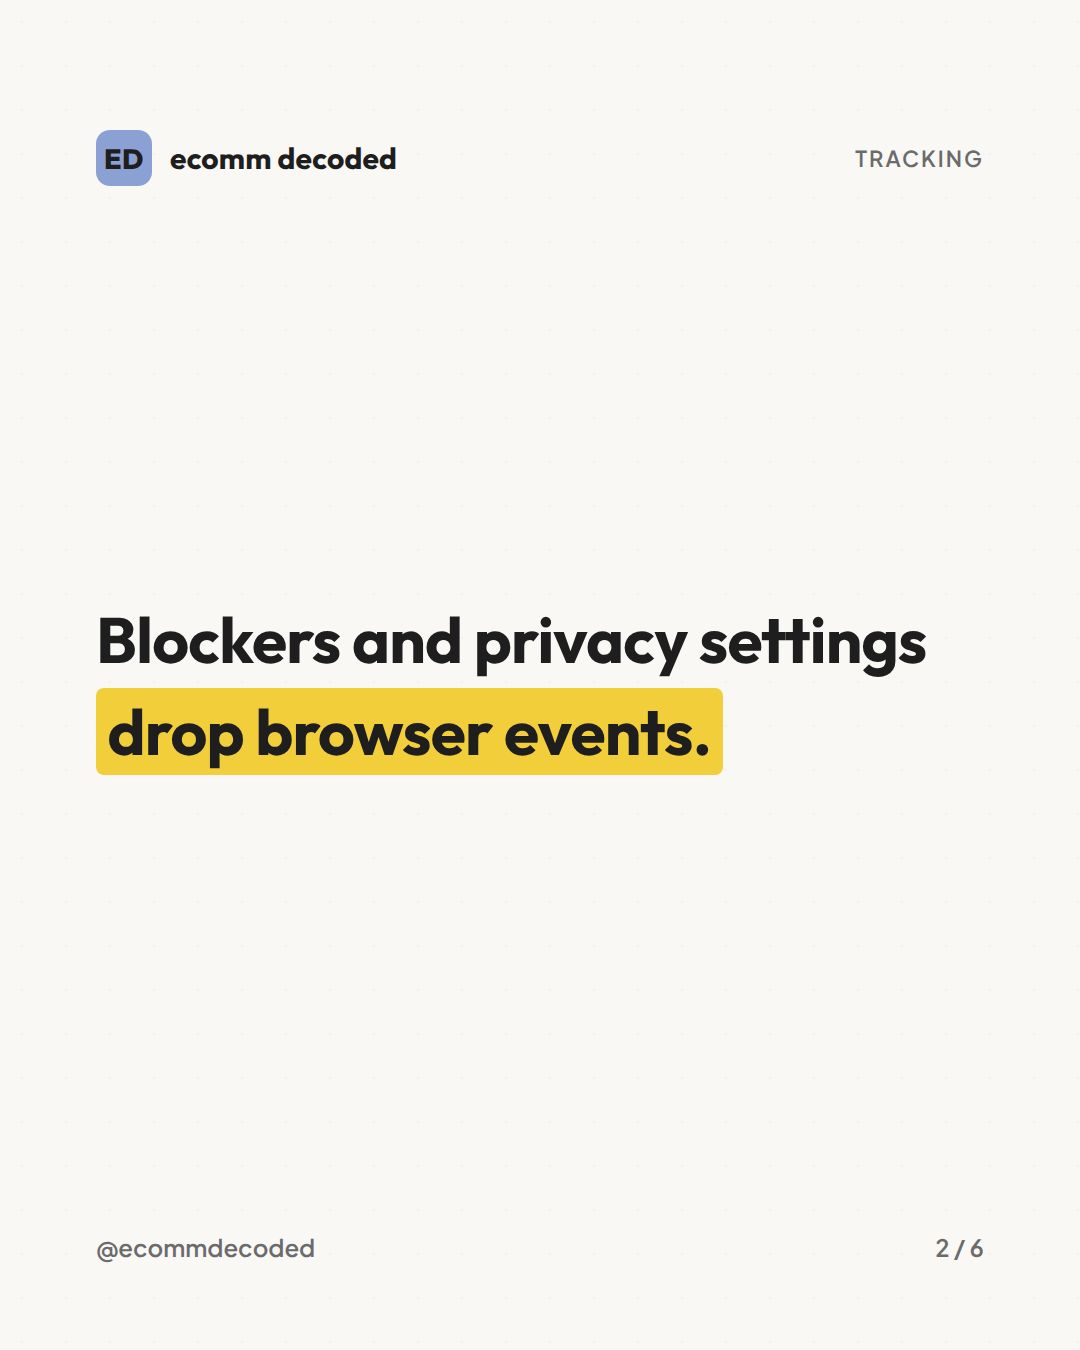 ED ecomm decoded
TRACKING
Blockers and privacy settings
drop browser events.
@ecommdecoded
2 / 6